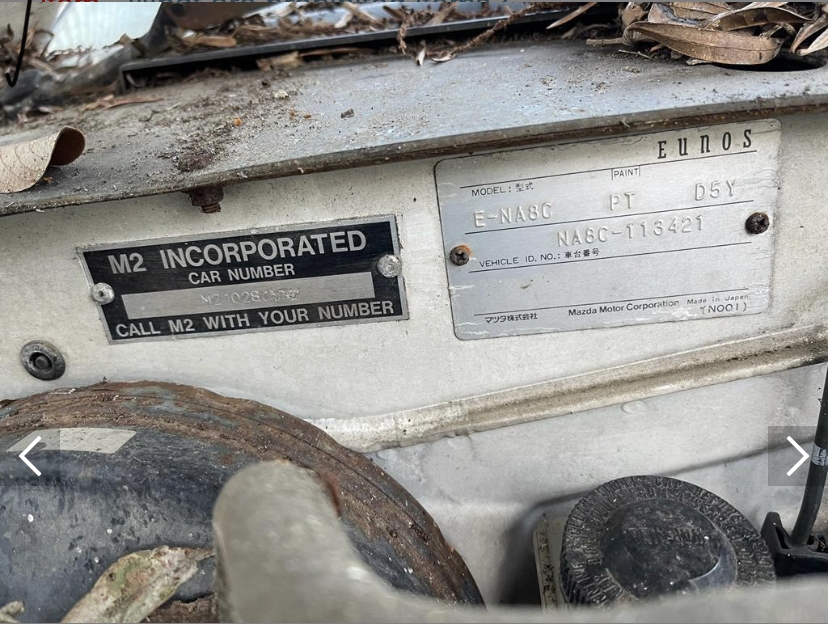 M2 INCORPORATED
CAR NUMBER
CALL M2 WITH YOUR NUMBER
EUNOS
MODEL: 型式
PAINT
E-NA8C PT D5Y
NA8C-113421
VEHICLE ID. NO.: 車台番号
マツダ株式会社 Mazda Motor Corporation Made in Japan
(N001)